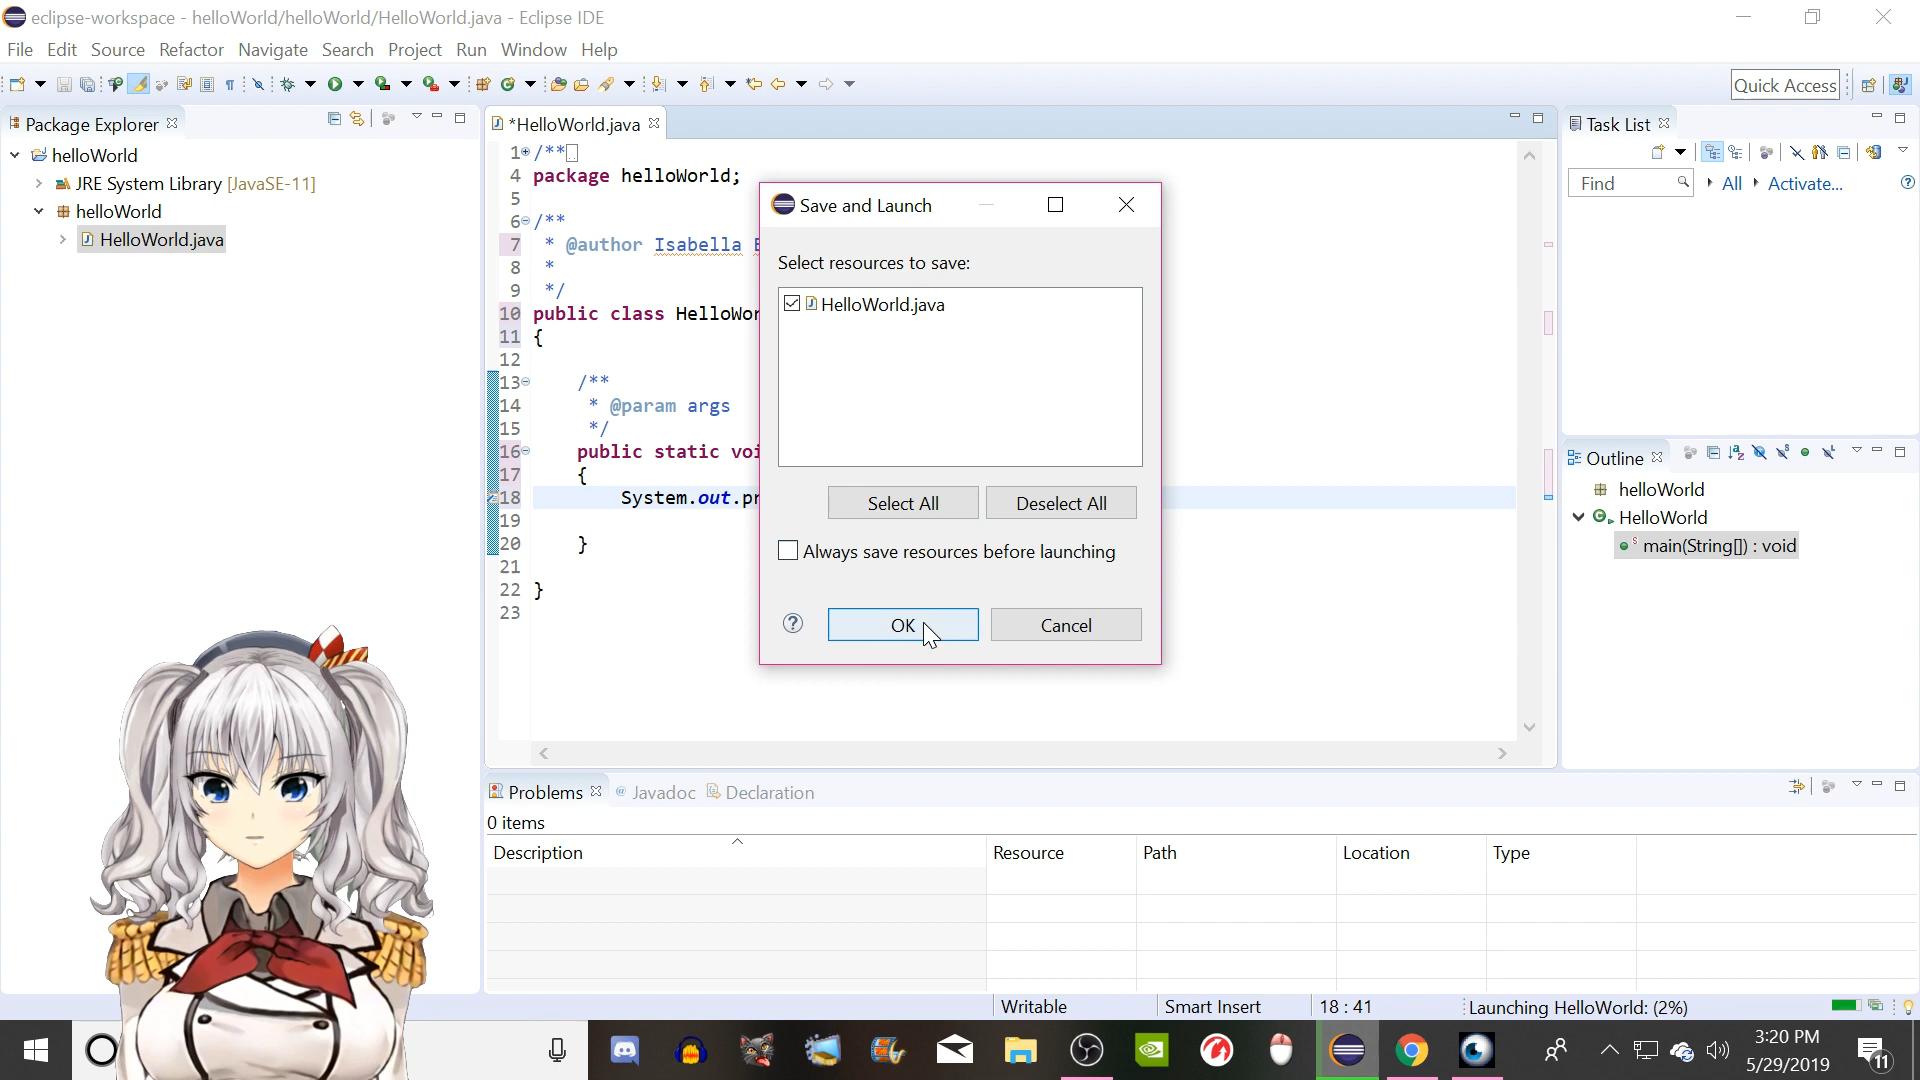 eclipse-workspace - helloWorld/helloWorld/HelloWorld.java - Eclipse IDE
File Edit Source Refactor Navigate Search Project Run Window Help
Quick Access
Package Explorer
helloWorld
JRE System Library [JavaSE-11]
helloWorld
HelloWorld.java
*HelloWorld.java
1 /**
4 package helloWorld;
5
6 /**
7 * @author Isabella
8 *
9 */
10 public class HelloWor
11 {
12
13 /**
14 * @param args
15 */
16 public static voi
17 {
18 System.out.pr
19
20 }
21
22 }
23
Save and Launch
Select resources to save:
HelloWorld.java
Select All Deselect All
Always save resources before launching
OK Cancel
Task List
Find All Activate...
Outline
helloWorld
HelloWorld
main(String[]) : void
Problems Javadoc Declaration
0 items
Description Resource Path Location Type
Writable Smart Insert 18 : 41 Launching HelloWorld: (2%)
3:20 PM
5/29/2019
11